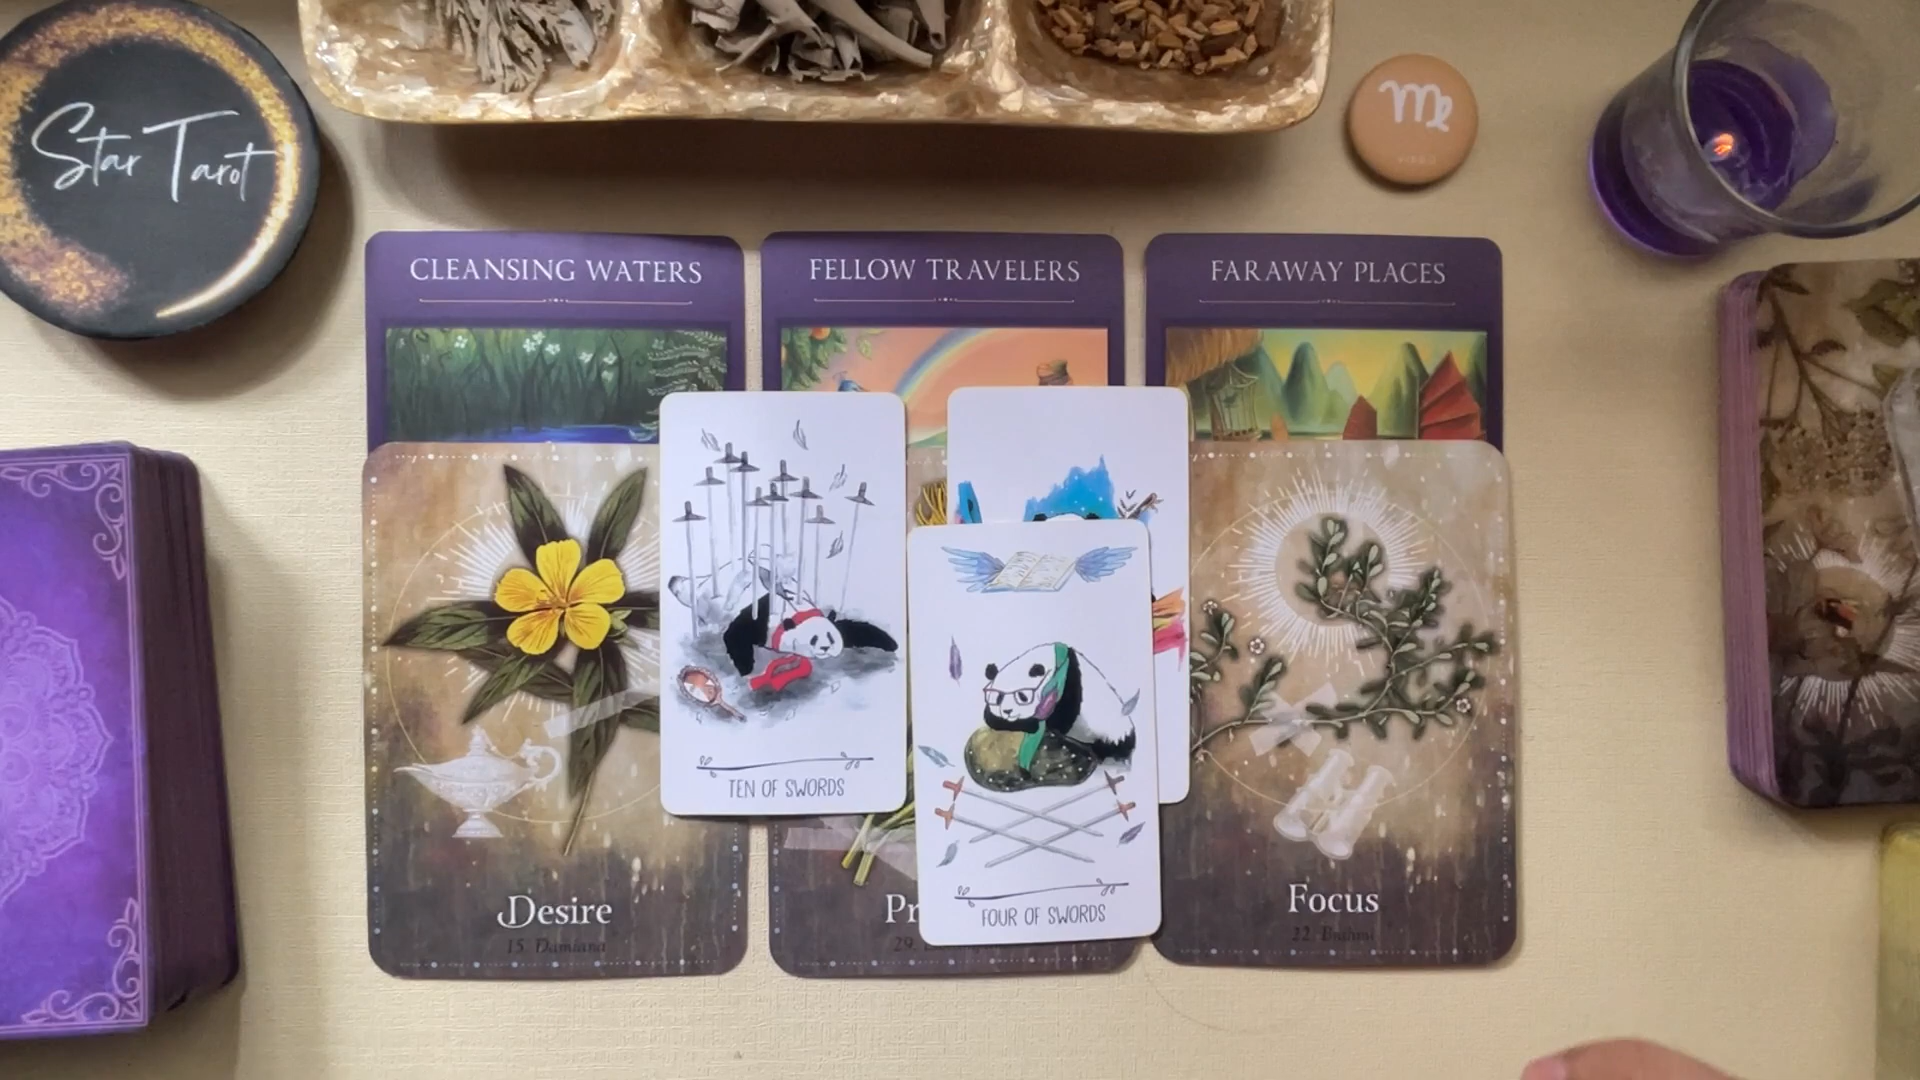 Star Tarot
CLEANSING WATERS
FELLOW TRAVELERS
FARAWAY PLACES
TEN OF SWORDS
FOUR OF SWORDS
Desire
15. Damiana
Pr
29.
Focus
22.